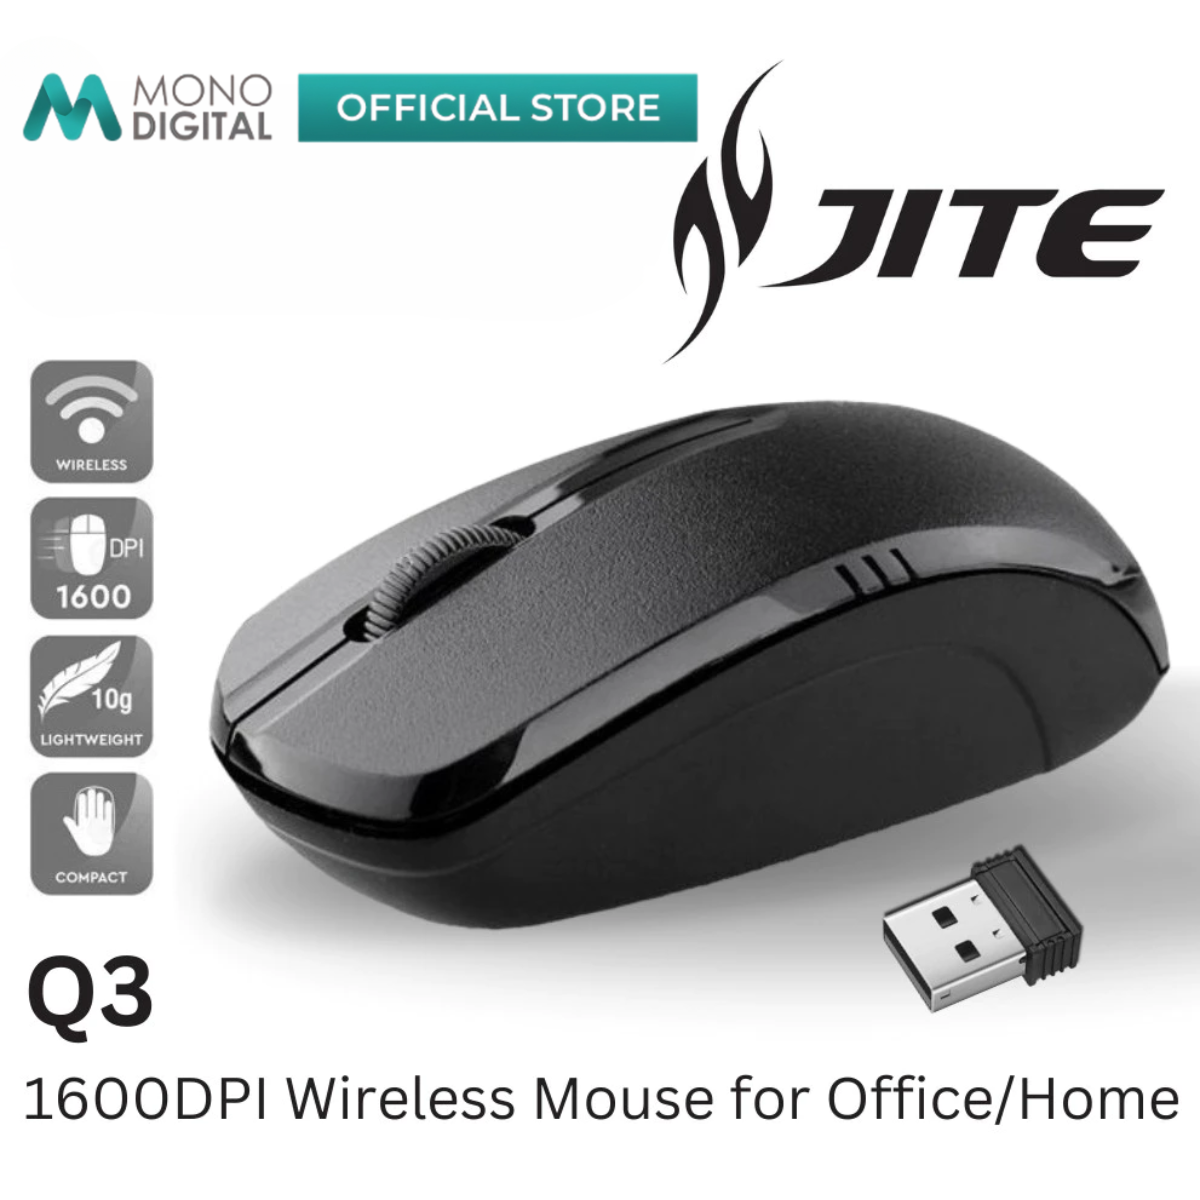 MONO
DIGITAL
OFFICIAL STORE
JITE
WIRELESS
DPI
1600
10g
LIGHTWEIGHT
COMPACT
Q3
1600DPI Wireless Mouse for Office/Home